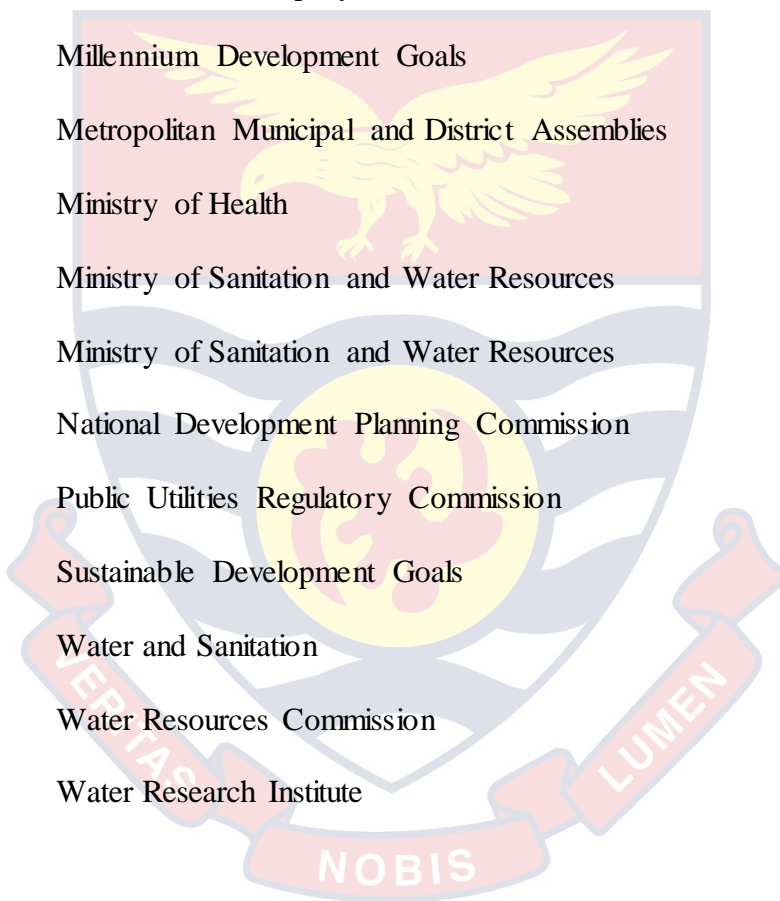 Millennium Development Goals
Metropolitan Municipal and District Assemblies
Ministry of Health
Ministry of Sanitation and Water Resources
Ministry of Sanitation and Water Resources
National Development Planning Commission
Public Utilities Regulatory Commission
Sustainable Development Goals
Water and Sanitation
Water Resources Commission
Water Research Institute
VERITAS
NOBIS
LUMEN